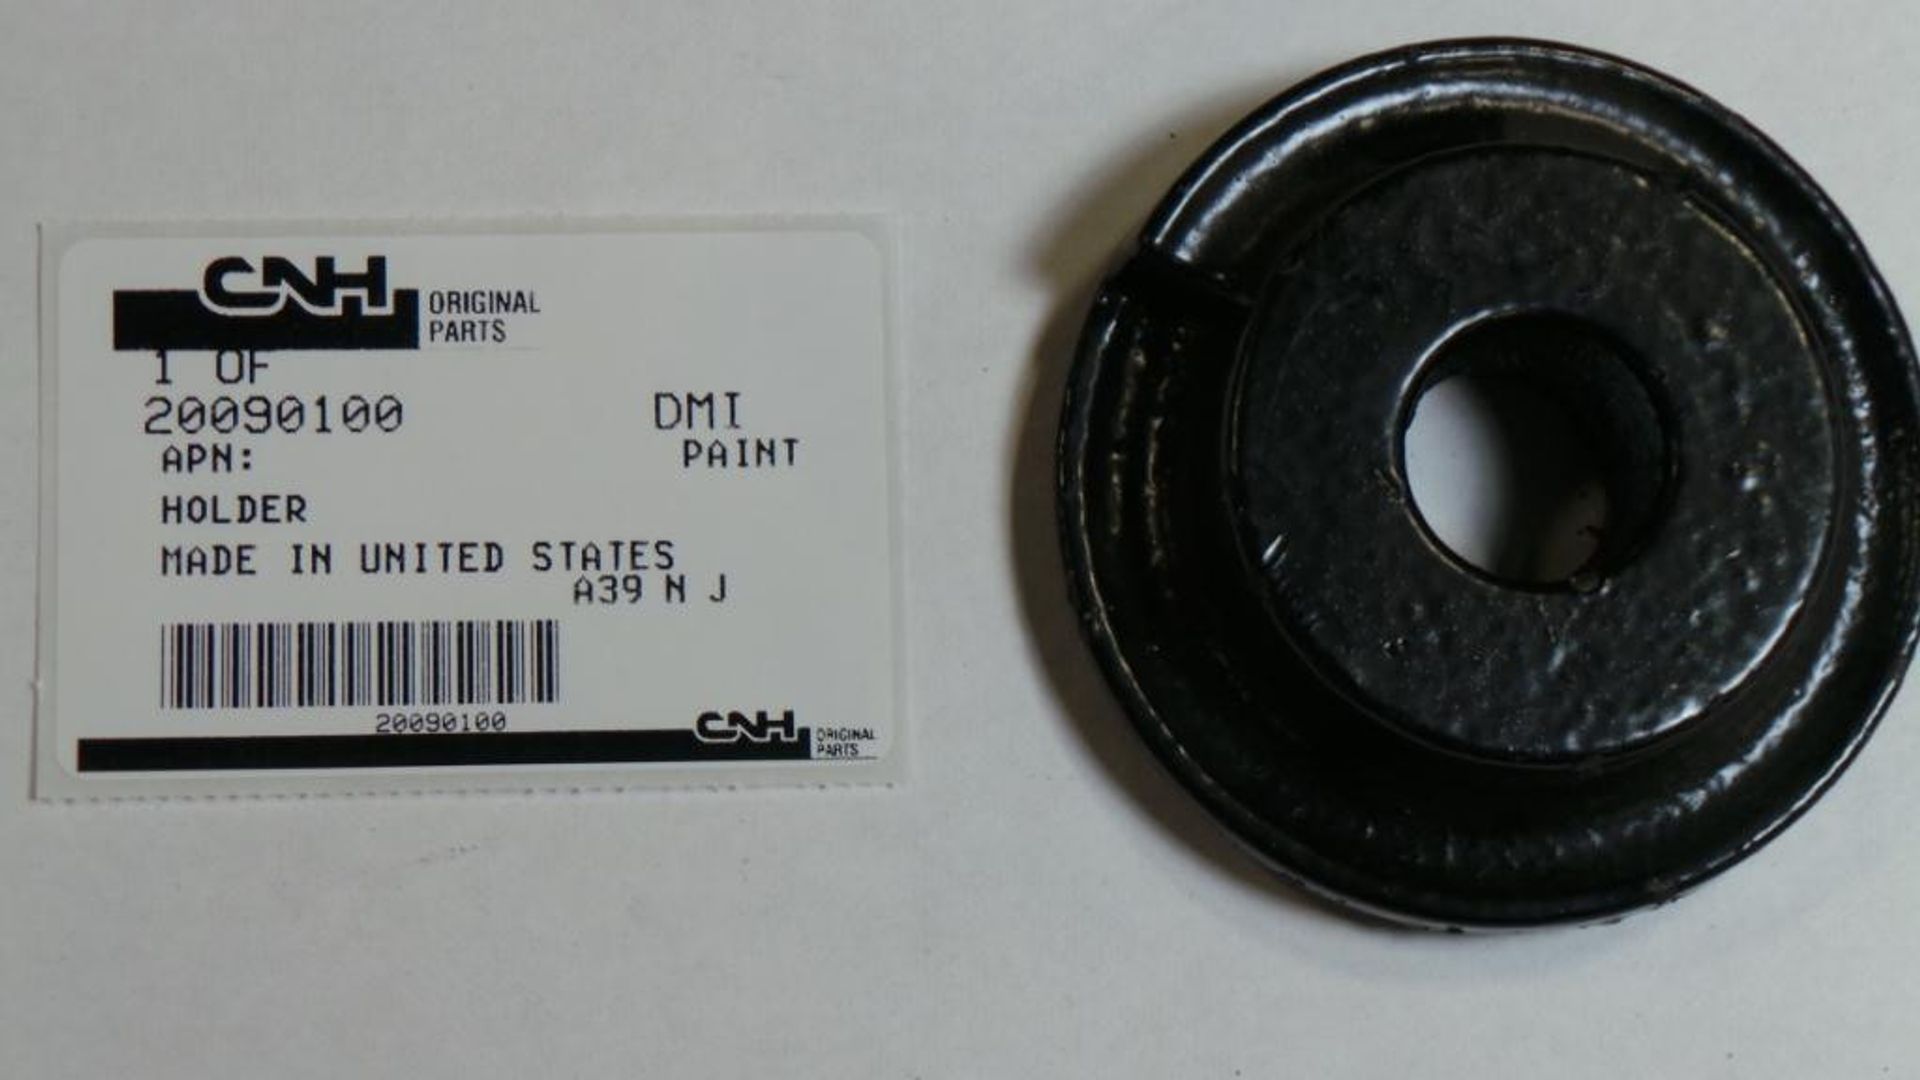 CNH ORIGINAL PARTS
1 OF
20090100 DMI
APN: PAINT
HOLDER
MADE IN UNITED STATES
A39 N J
20090100
CNH ORIGINAL PARTS